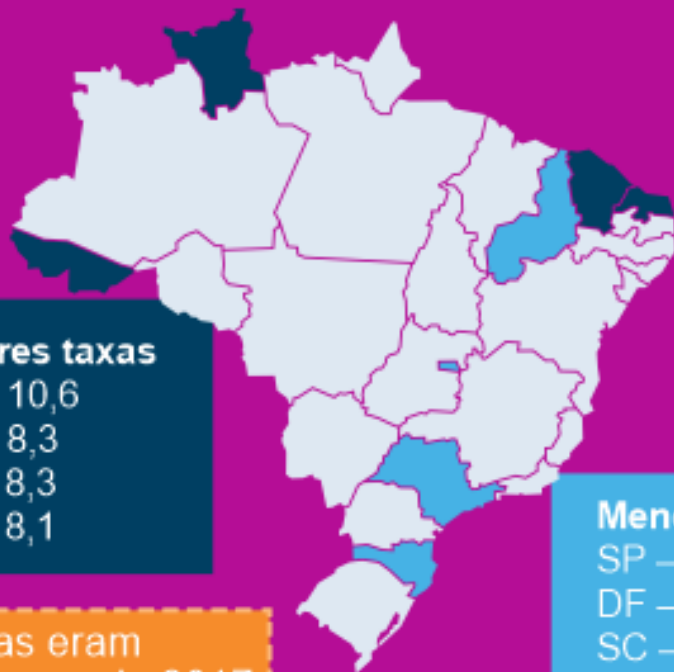 res taxas
10,6
8,3
8,3
8,1
as eram
Men
SP –
DF –
SC –